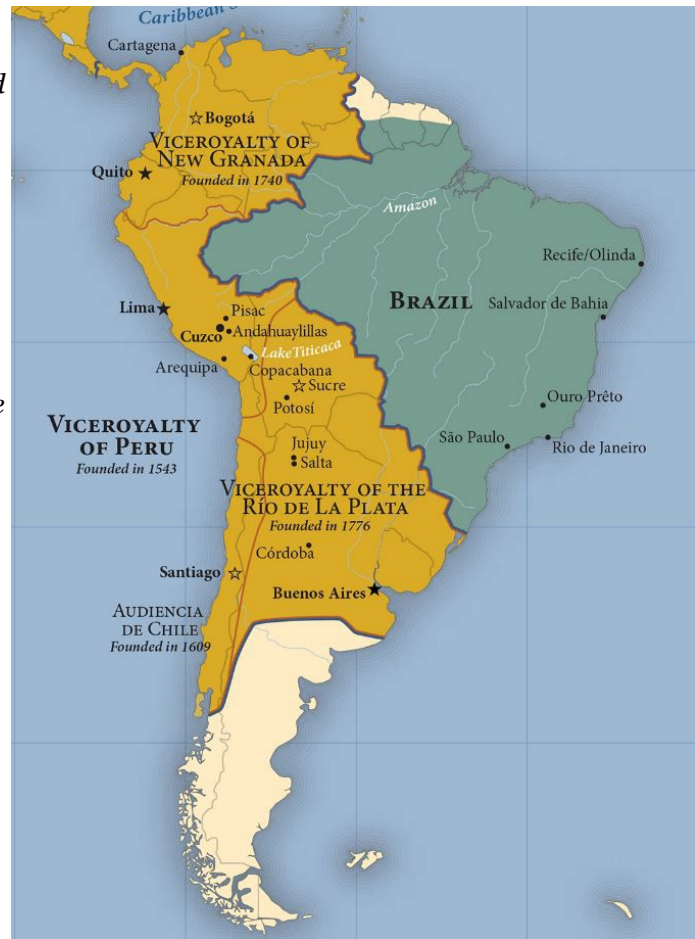 Caribbean
d
Cartagena
Bogotá
VICEROYALTY OF
NEW GRANADA
Founded in 1740
Quito
Amazon
Recife/Olinda
BRAZIL
Salvador de Bahia
Lima
Pisac
Cuzco
Andahuaylillas
Lake Titicaca
Arequipa
Copacabana
Sucre
Potosí
e
Ouro Prêto
VICEROYALTY
OF PERU
Founded in 1543
São Paulo
Rio de Janeiro
Jujuy
Salta
VICEROYALTY OF THE
RÍO DE LA PLATA
Founded in 1776
Córdoba
Santiago
Buenos Aires
AUDIENCIA
DE CHILE
Founded in 1609